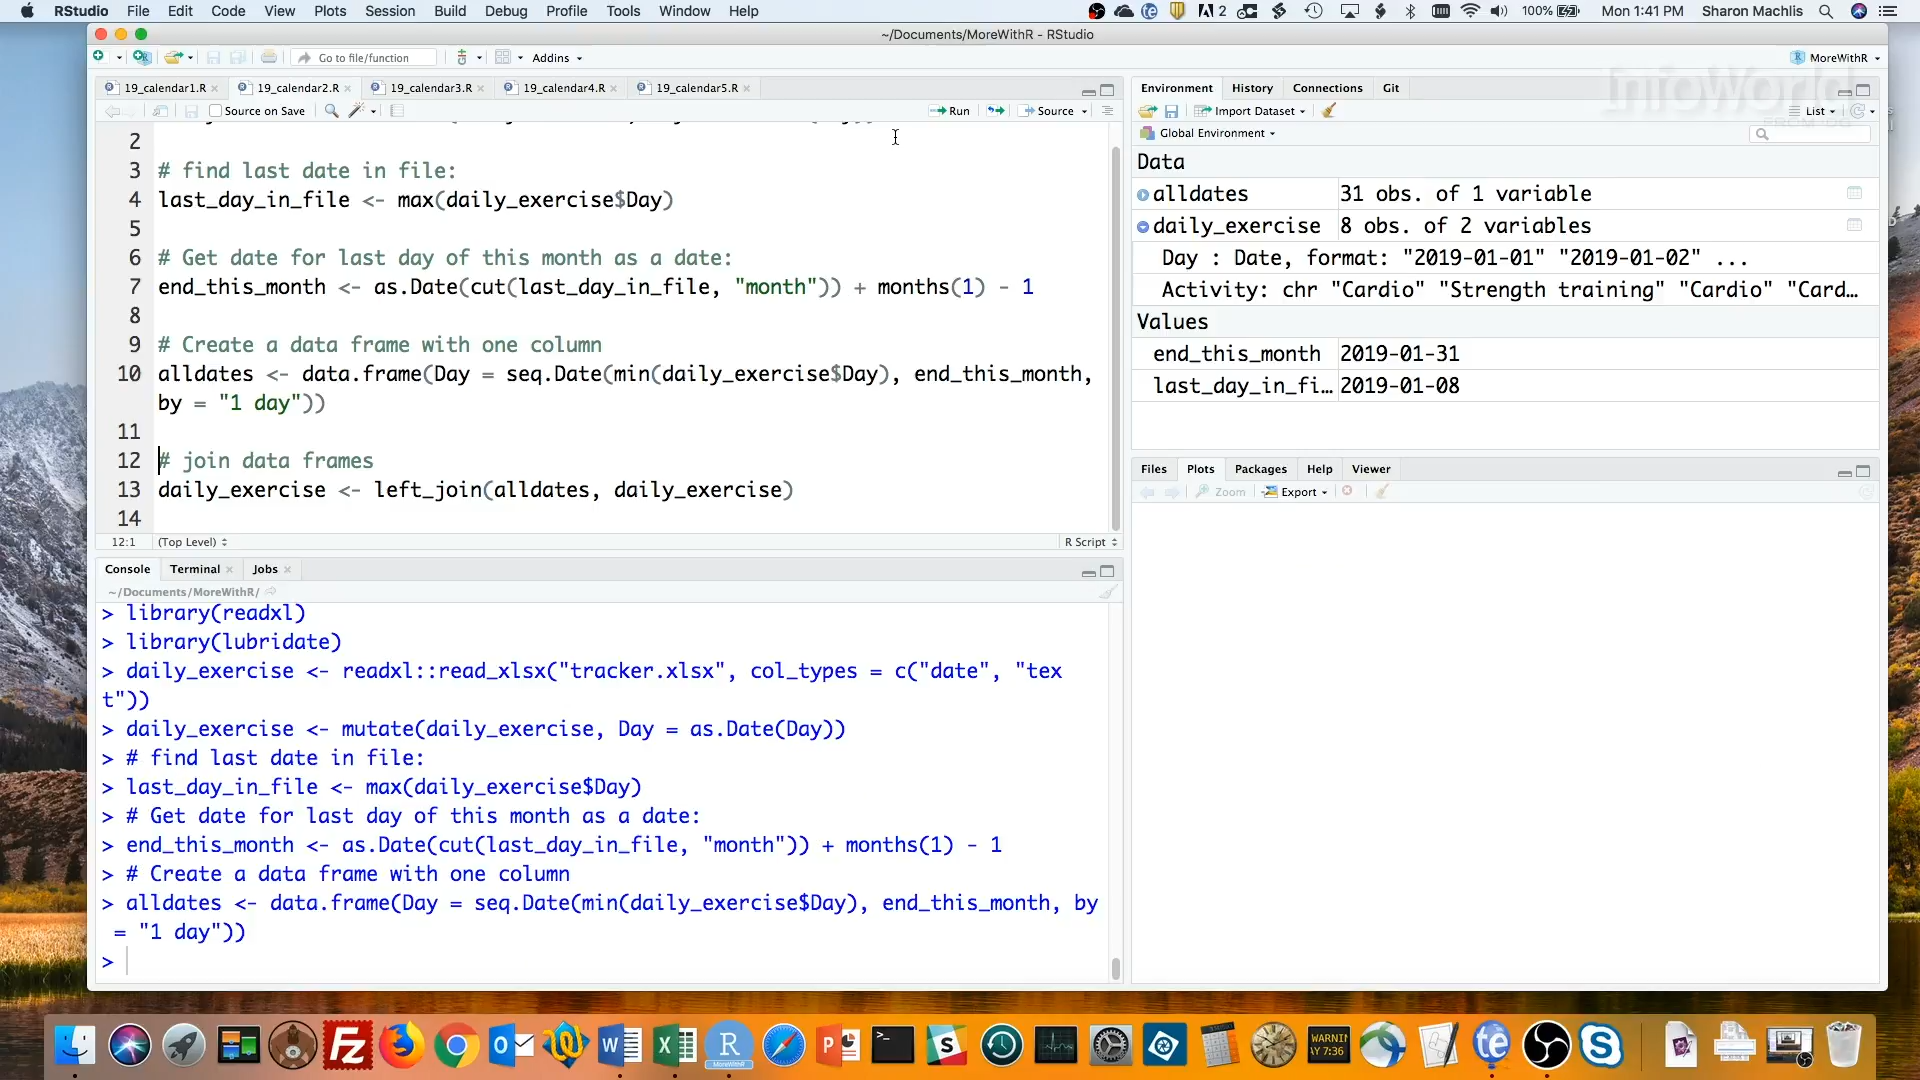 RStudio File Edit Code View Plots Session Build Debug Profile Tools Window Help 2 100% Mon 1:41 PM Sharon Machlis
~/Documents/MoreWithR - RStudio
Go to file/function Addins MoreWithR
InfoWorld
19_calendar1.R 19_calendar2.R 19_calendar3.R 19_calendar4.R 19_calendar5.R
Source on Save Run Source
2
3 # find last date in file:
4 last_day_in_file <- max(daily_exercise$Day)
5
6 # Get date for last day of this month as a date:
7 end_this_month <- as.Date(cut(last_day_in_file, "month")) + months(1) - 1
8
9 # Create a data frame with one column
10 alldates <- data.frame(Day = seq.Date(min(daily_exercise$Day), end_this_month,
by = "1 day"))
11
12 # join data frames
13 daily_exercise <- left_join(alldates, daily_exercise)
14
12:1 (Top Level) R Script
Console Terminal Jobs
~/Documents/MoreWithR/
> library(readxl)
> library(lubridate)
> daily_exercise <- readxl::read_xlsx("tracker.xlsx", col_types = c("date", "tex
t"))
> daily_exercise <- mutate(daily_exercise, Day = as.Date(Day))
> # find last date in file:
> last_day_in_file <- max(daily_exercise$Day)
> # Get date for last day of this month as a date:
> end_this_month <- as.Date(cut(last_day_in_file, "month")) + months(1) - 1
> # Create a data frame with one column
> alldates <- data.frame(Day = seq.Date(min(daily_exercise$Day), end_this_month, by
= "1 day"))
>
Environment History Connections Git
Import Dataset List
Global Environment
Data
alldates 31 obs. of 1 variable
daily_exercise 8 obs. of 2 variables
Day : Date, format: "2019-01-01" "2019-01-02" ...
Activity: chr "Cardio" "Strength training" "Cardio" "Card...
Values
end_this_month 2019-01-31
last_day_in_fi... 2019-01-08
Files Plots Packages Help Viewer
Zoom Export